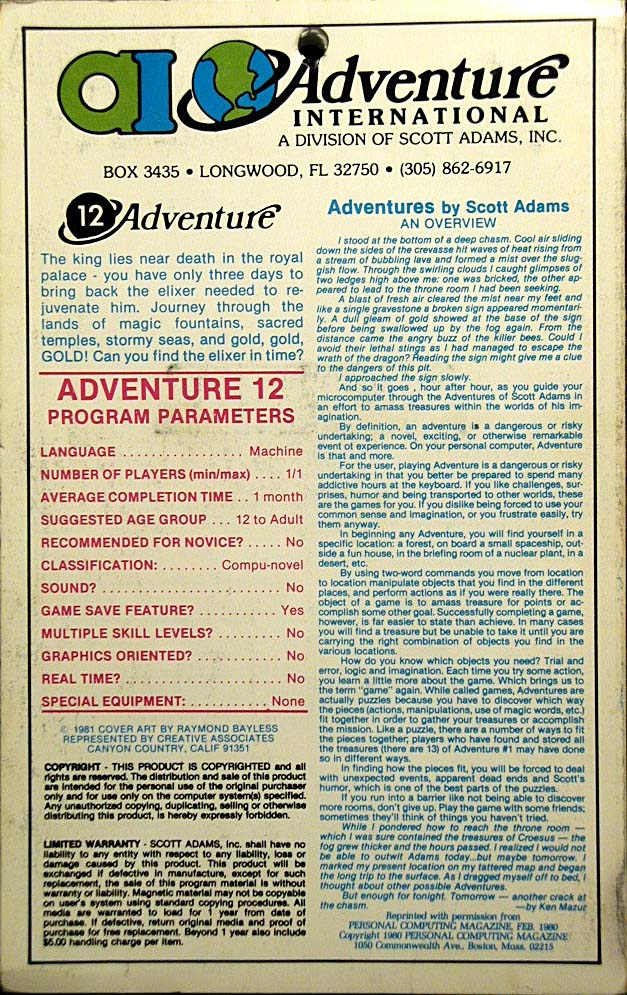 ai Adventure
INTERNATIONAL
A DIVISION OF SCOTT ADAMS, INC.
BOX 3435 • LONGWOOD, FL 32750 • (305) 862-6917
12 Adventure
The king lies near death in the royal
palace - you have only three days to
bring back the elixer needed to re-
juvenate him. Journey through the
lands of magic fountains, sacred
temples, stormy seas, and gold, gold,
GOLD! Can you find the elixer in time?
ADVENTURE 12
PROGRAM PARAMETERS
LANGUAGE ................. Machine
NUMBER OF PLAYERS (min/max) .... 1/1
AVERAGE COMPLETION TIME .. 1 month
SUGGESTED AGE GROUP ... 12 to Adult
RECOMMENDED FOR NOVICE? ..... No
CLASSIFICATION: ........ Compu-novel
SOUND? ...................... No
GAME SAVE FEATURE? .......... Yes
MULTIPLE SKILL LEVELS? ......... No
GRAPHICS ORIENTED? ............ No
REAL TIME? .................... No
SPECIAL EQUIPMENT: .......... None
© 1981 COVER ART BY RAYMOND BAYLESS
REPRESENTED BY CREATIVE ASSOCIATES
CANYON COUNTRY, CALIF 91351
COPYRIGHT - THIS PRODUCT IS COPYRIGHTED and all
rights are reserved. The distribution and sale of this product
are intended for the personal use of the original purchaser
only and for use only on the computer system(s) specified.
Any unauthorized copying, duplicating, selling or otherwise
distributing this product, is hereby expressly forbidden.
LIMITED WARRANTY - SCOTT ADAMS, Inc. shall have no
liability to any entity with respect to any liability, loss or
damage caused by this product. This product will be
exchanged if defective in manufacture, except for such
replacement, the sale of this program material is without
warranty or liability. Magnetic material may not be copyable
on user's system using standard copying procedures. All
media are warranted to load for 1 year from date of
purchase. If defective, return original media and proof of
purchase for free replacement. Beyond 1 year also include
$5.00 handling charge per item.
Adventures by Scott Adams
AN OVERVIEW
I stood at the bottom of a deep chasm. Cool air sliding
down the sides of the crevasse hit waves of heat rising from
a stream of bubbling lava and formed a mist over the slug-
gish flow. Through the swirling clouds I caught glimpses of
two ledges high above me: one was bricked, the other ap-
peared to lead to the throne room I had been seeking.
A blast of fresh air cleared the mist near my feet and
like a single gravestone a broken sign appeared momentari-
ly. A dull gleam of gold showed at the base of the sign
before being swallowed up by the fog again. From the
distance came the angry buzz of the killer bees. Could I
avoid their lethal stings as I had managed to escape the
wrath of the dragon? Reading the sign might give me a clue
to the dangers of this pit.
I approached the sign slowly.
And so it goes , hour after hour, as you guide your
microcomputer through the Adventures of Scott Adams in
an effort to amass treasures within the worlds of his im-
agination.
By definition, an adventure is a dangerous or risky
undertaking; a novel, exciting, or otherwise remarkable
event ot experience. On your personal computer, Adventure
is that and more.
For the user, playing Adventure is a dangerous or risky
undertaking in that you better be prepared to spend many
addictive hours at the keyboard. If you like challenges, sur-
prises, humor and being transported to other worlds, these
are the games for you. If you dislike being forced to use your
common sense and imagination, or you frustrate easily, try
them anyway.
In beginning any Adventure, you will find yourself in a
specific location: a forest, on board a small spaceship, out-
side a fun house, in the briefing room of a nuclear plant, in a
desert, etc.
By using two-word commands you move from location
to location manipulate objects that you find in the different
places, and perform actions as if you were really there. The
object of a game is to amass treasure for points or ac-
complish some other goal. Successfully completing a game,
however, is far easier to state than achieve. In many cases
you will find a treasure but be unable to take it until you are
carrying the right combination of objects you find in the
various locations.
How do you know which objects you need? Trial and
error, logic and imagination. Each time you try some action,
you learn a little more about the game. Which brings us to
the term "game" again. While called games, Adventures are
actually puzzles because you have to discover which way
the pieces (actions, manipulations, use of magic words, etc.)
fit together in order to gather your treasures or accomplish
the mission. Like a puzzle, there are a number of ways to fit
the pieces together; players who have found and stored all
the treasures (there are 13) of Adventure #1 may have done
so in different ways.
In finding how the pieces fit, you will be forced to deal
with unexpected events, apparent dead ends and Scott's
humor, which is one of the best parts of the puzzles.
If you run into a barrier like not being able to discover
more rooms, don't give up. Play the game with some friends;
sometimes they'll think of things you haven't tried.
While I pondered how to reach the throne room —
which I was sure contained the treasures of Croesus — the
fog grew thicker and the hours passed. I realized I would not
be able to outwil Adams today...but maybe tomorrow. I
marked my present location on my tattered map and began
the long trip to the surface. As I dragged myself off to bed, I
thought about other possible Adventures.
But enough for tonight. Tomorrow — another crack at
the chasm. —by Ken Mazur
Reprinted with permission from
PERSONAL COMPUTING MAGAZINE, FEB. 1980
Copyright 1980 PERSONAL COMPUTING MAGAZINE
1050 Commonwealth Ave., Boston, Mass. 02215